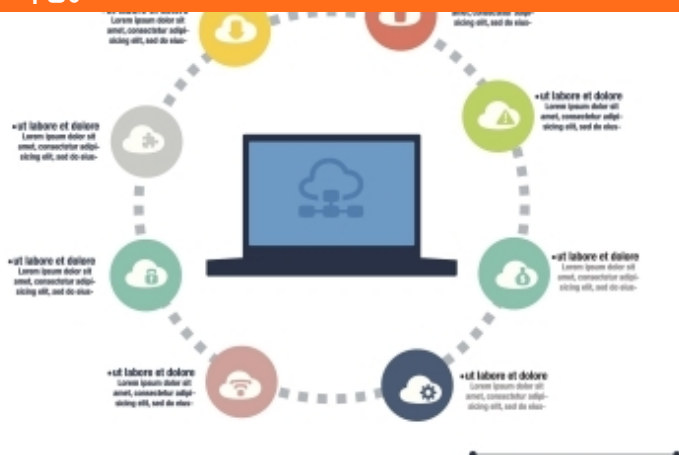 Lorem ipsum dolor sit
amet, consectetur adipi-
sicing elit, sed do eius-
amet, consectetur adipi-
sicing elit, sed do eius-
•ut labore et dolore
Lorem ipsum dolor sit
amet, consectetur adipi-
sicing elit, sed do eius-
•ut labore et dolore
Lorem ipsum dolor sit
amet, consectetur adipi-
sicing elit, sed do eius-
•ut labore et dolore
Lorem ipsum dolor sit
amet, consectetur adipi-
sicing elit, sed do eius-
•ut labore et dolore
Lorem ipsum dolor sit
amet, consectetur adipi-
sicing elit, sed do eius-
•ut labore et dolore
Lorem ipsum dolor sit
amet, consectetur adipi-
sicing elit, sed do eius-
•ut labore et dolore
Lorem ipsum dolor sit
amet, consectetur adipi-
sicing elit, sed do eius-